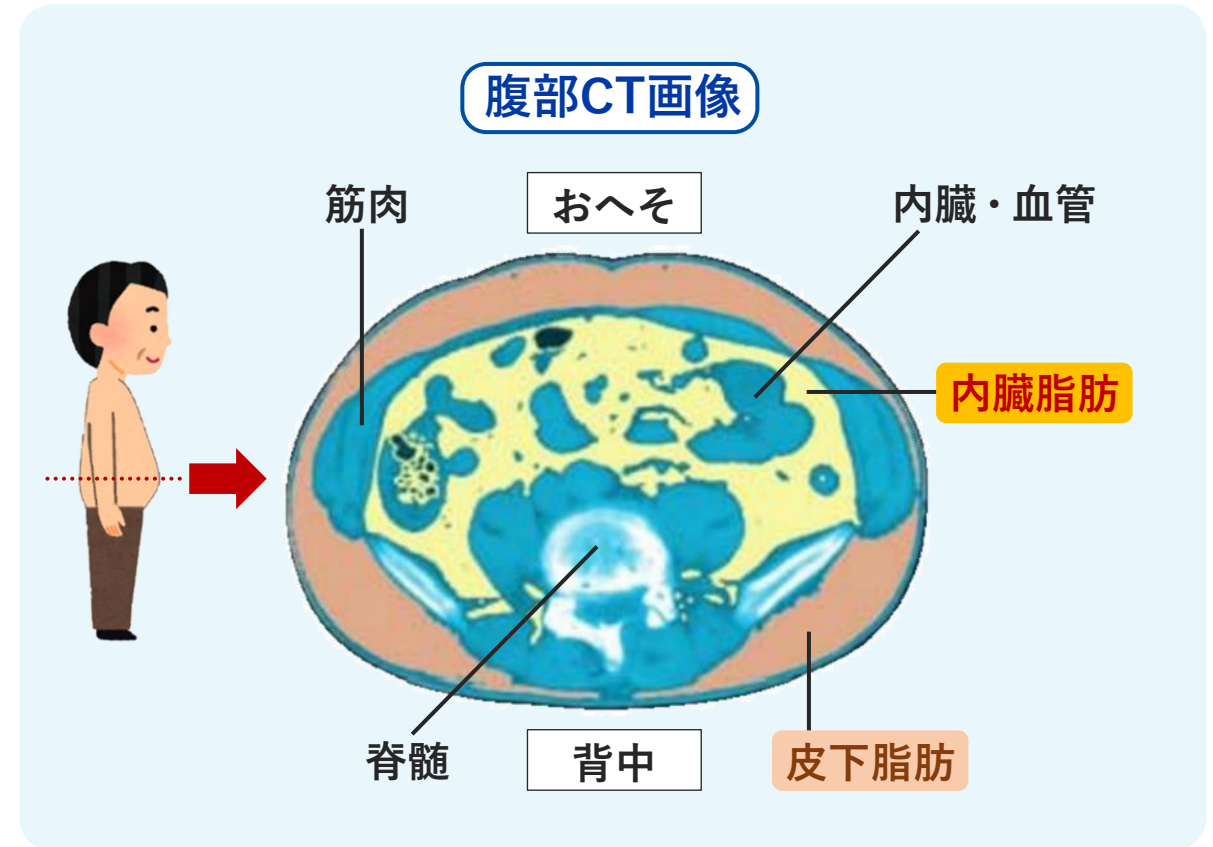 腹部CT画像
筋肉
おへそ
内臓・血管
内臓脂肪
脊髄
背中
皮下脂肪